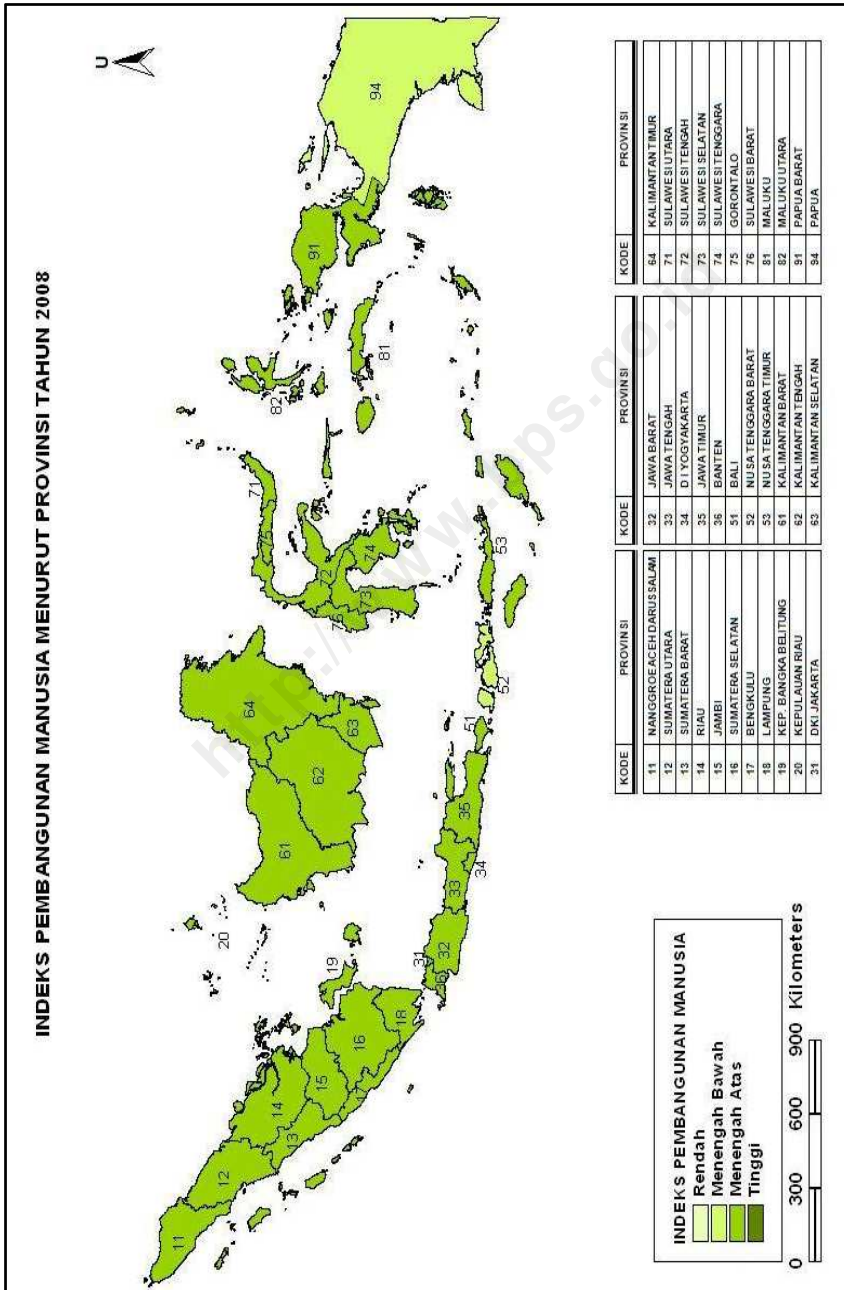 INDEKS PEMBANGUNAN MANUSIA MENURUT PROVINSI TAHUN 2008
U
11
12
13
14
15
16
17
18
19
20
31
36
32
33
34
35
51
52
53
61
62
63
64
71
75
72
76
73
74
82
81
91
94
INDEKS PEMBANGUNAN MANUSIA
Rendah
Menengah Bawah
Menengah Atas
Tinggi
0 300 600 900 Kilometers
KODE PROVINSI
11 NANGGROE ACEH DARUSSALAM
12 SUMATERA UTARA
13 SUMATERA BARAT
14 RIAU
15 JAMBI
16 SUMATERA SELATAN
17 BENGKULU
18 LAMPUNG
19 KEP. BANGKA BELITUNG
20 KEPULAUAN RIAU
31 DKI JAKARTA
KODE PROVINSI
32 JAWA BARAT
33 JAWA TENGAH
34 D I YOGYAKARTA
35 JAWA TIMUR
36 BANTEN
51 BALI
52 NUSA TENGGARA BARAT
53 NUSA TENGGARA TIMUR
61 KALIMANTAN BARAT
62 KALIMANTAN TENGAH
63 KALIMANTAN SELATAN
KODE PROVINSI
64 KALIMANTAN TIMUR
71 SULAWESI UTARA
72 SULAWESI TENGAH
73 SULAWESI SELATAN
74 SULAWESI TENGGARA
75 GORONTALO
76 SULAWESI BARAT
81 MALUKU
82 MALUKU UTARA
91 PAPUA BARAT
94 PAPUA
http://www.bps.go.id